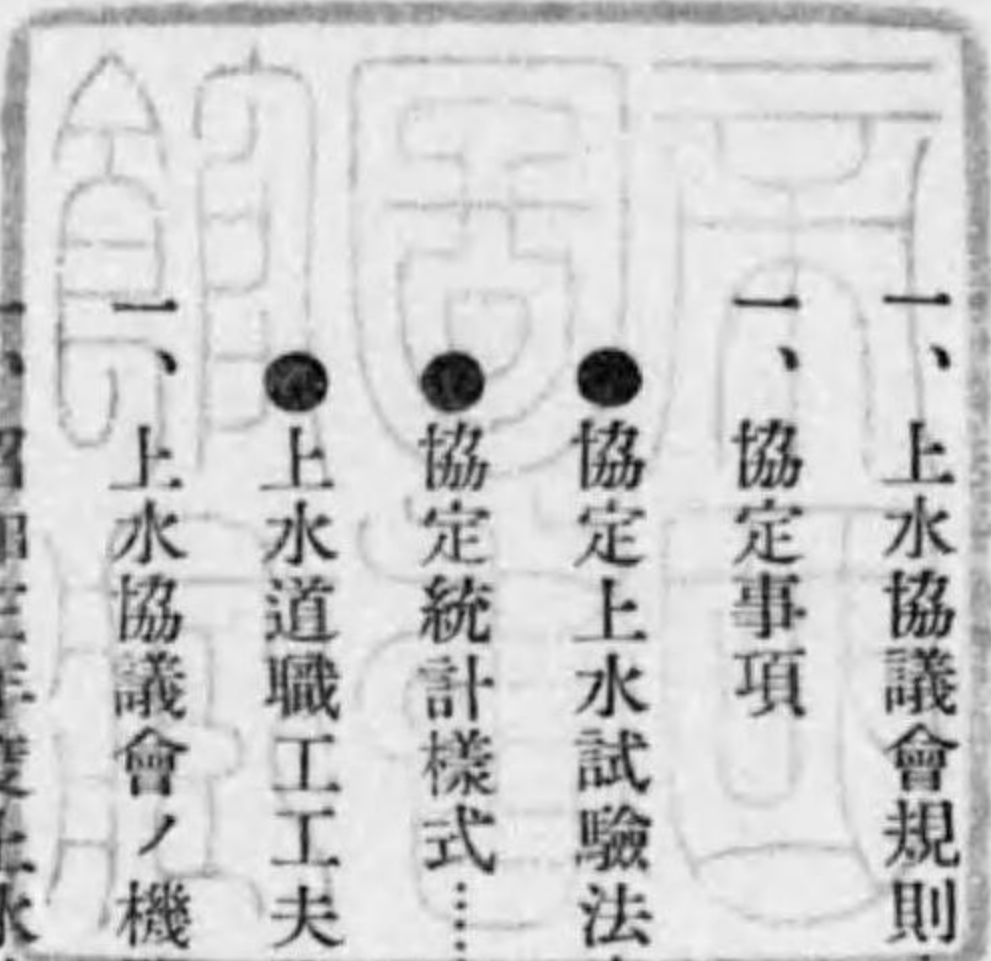 一、上水協議會規則
一、協定事項
●協定上水試驗法
●協定統計樣式……
●上水道職工工夫
一、上水協議會ノ機